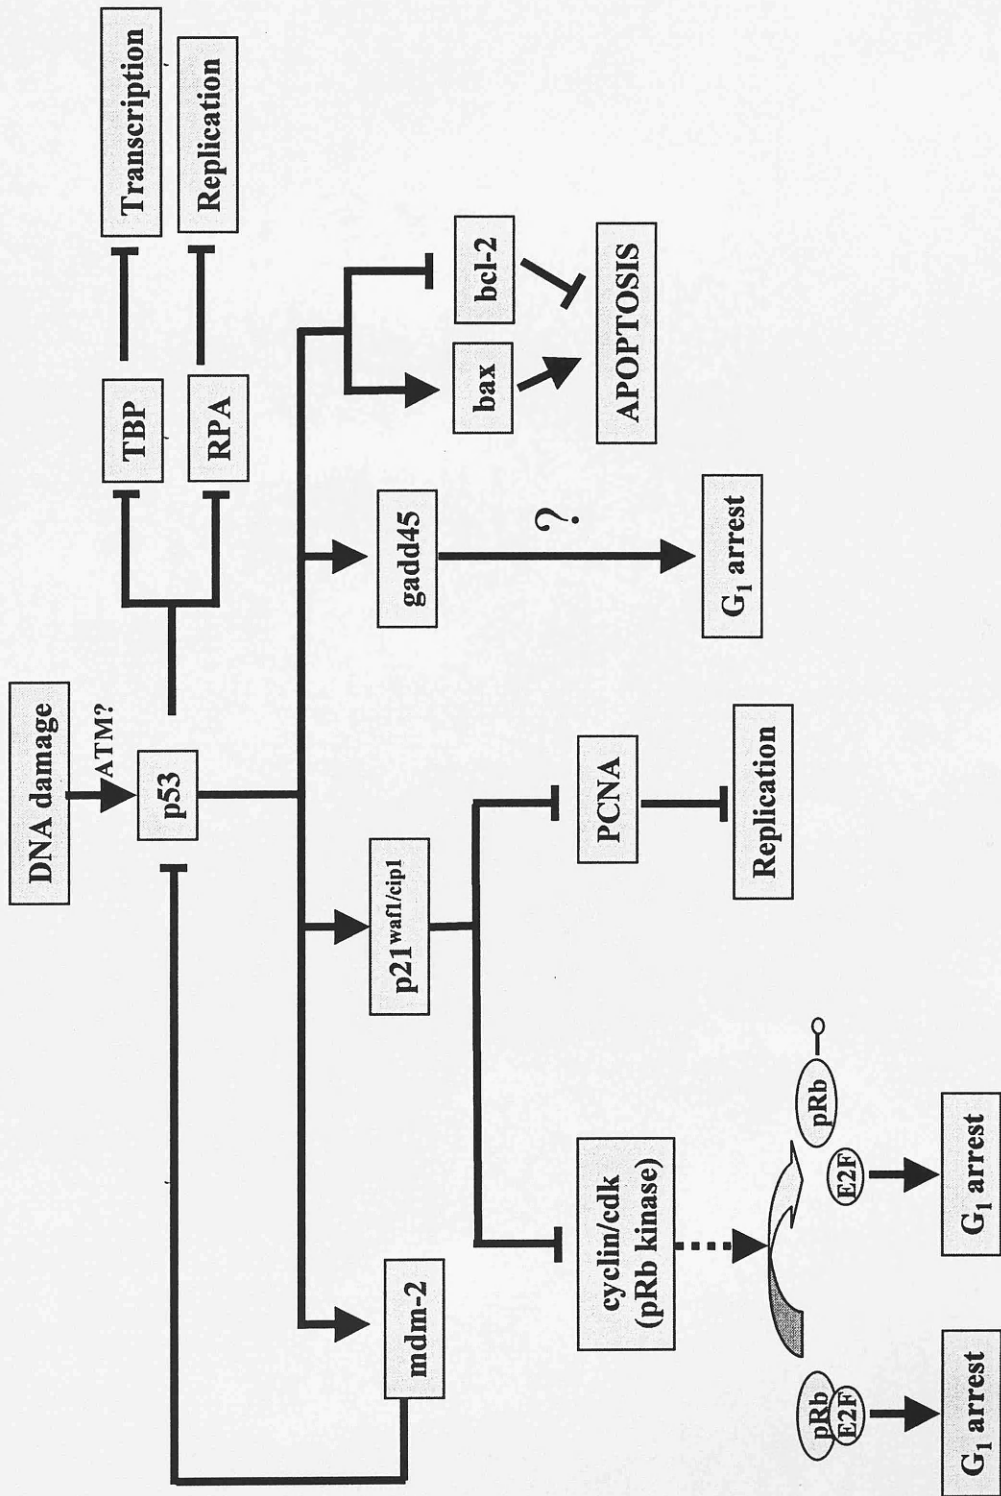 DNA damage
ATM?
p53
TBP
Transcription
RPA
Replication
mdm-2
p21waf1/cip1
gadd45
bax
bcl-2
?
APOPTOSIS
cyclin/cdk
(pRb kinase)
PCNA
G1 arrest
Replication
pRb
E2F
pRb
E2F
G1 arrest
G1 arrest